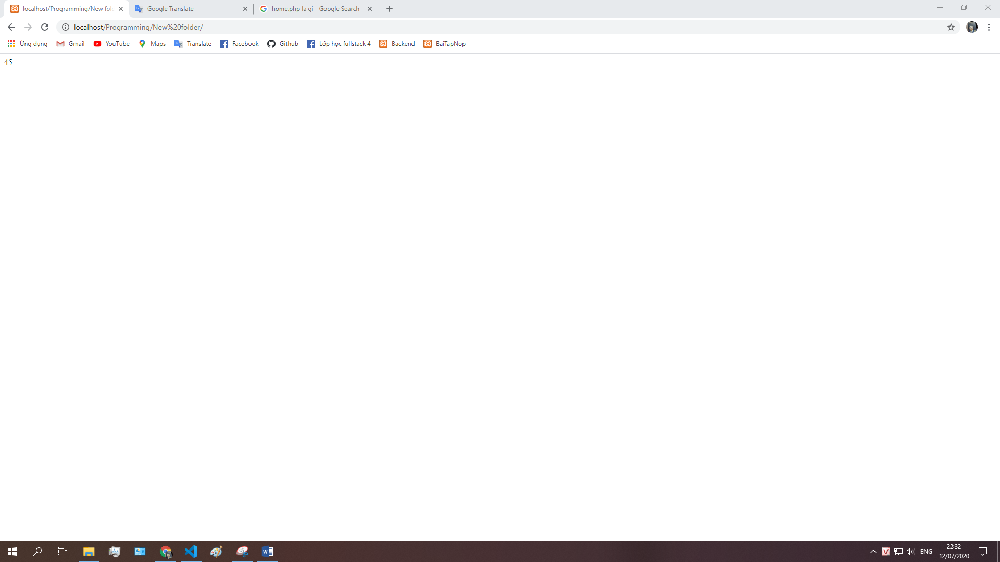 localhost/Programming/New fol
Google Translate
home.php la gi - Google Search
localhost/Programming/New%20folder/
Ứng dụng
Gmail
YouTube
Maps
Translate
Facebook
Github
Lớp học fullstack 4
Backend
BaiTapNop
45
ENG
22:32
12/07/2020